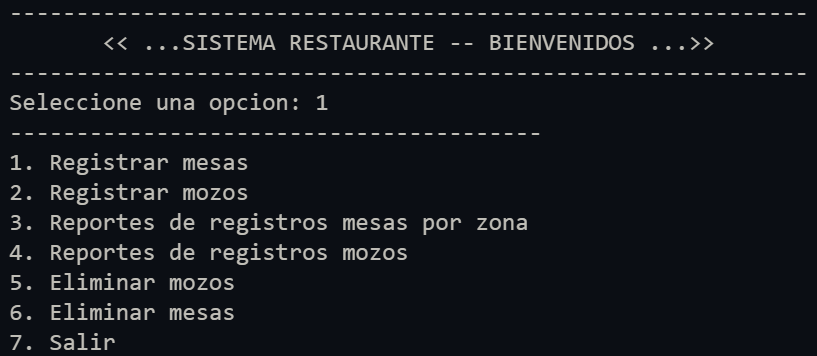 ------------------------------------------------------------
<< ...SISTEMA RESTAURANTE -- BIENVENIDOS ...>>
------------------------------------------------------------
Seleccione una opcion: 1
----------------------------------------
1. Registrar mesas
2. Registrar mozos
3. Reportes de registros mesas por zona
4. Reportes de registros mozos
5. Eliminar mozos
6. Eliminar mesas
7. Salir